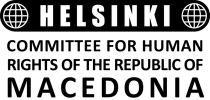 HELSINKI
COMMITTEE FOR HUMAN
RIGHTS OF THE REPUBLIC OF
MACEDONIA